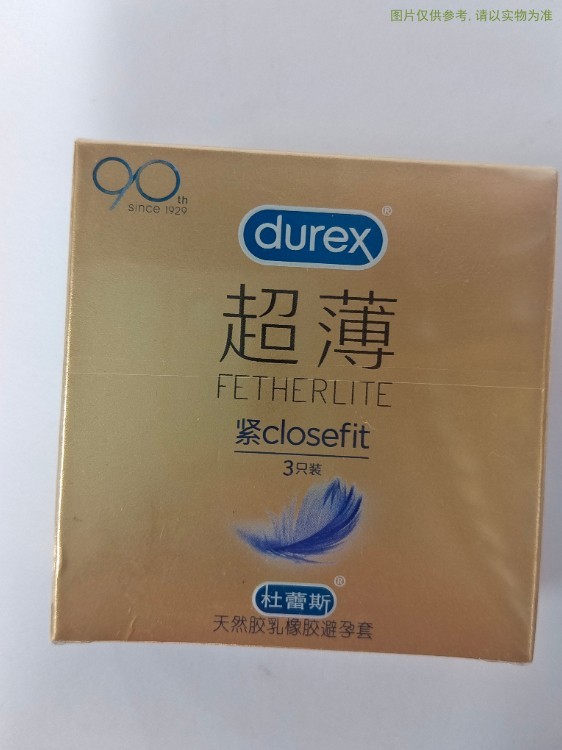 图片仅供参考, 请以实物为准
90th
since 1929
durex®
超薄
FETHERLITE
紧closefit
3只装
杜蕾斯®
天然胶乳橡胶避孕套